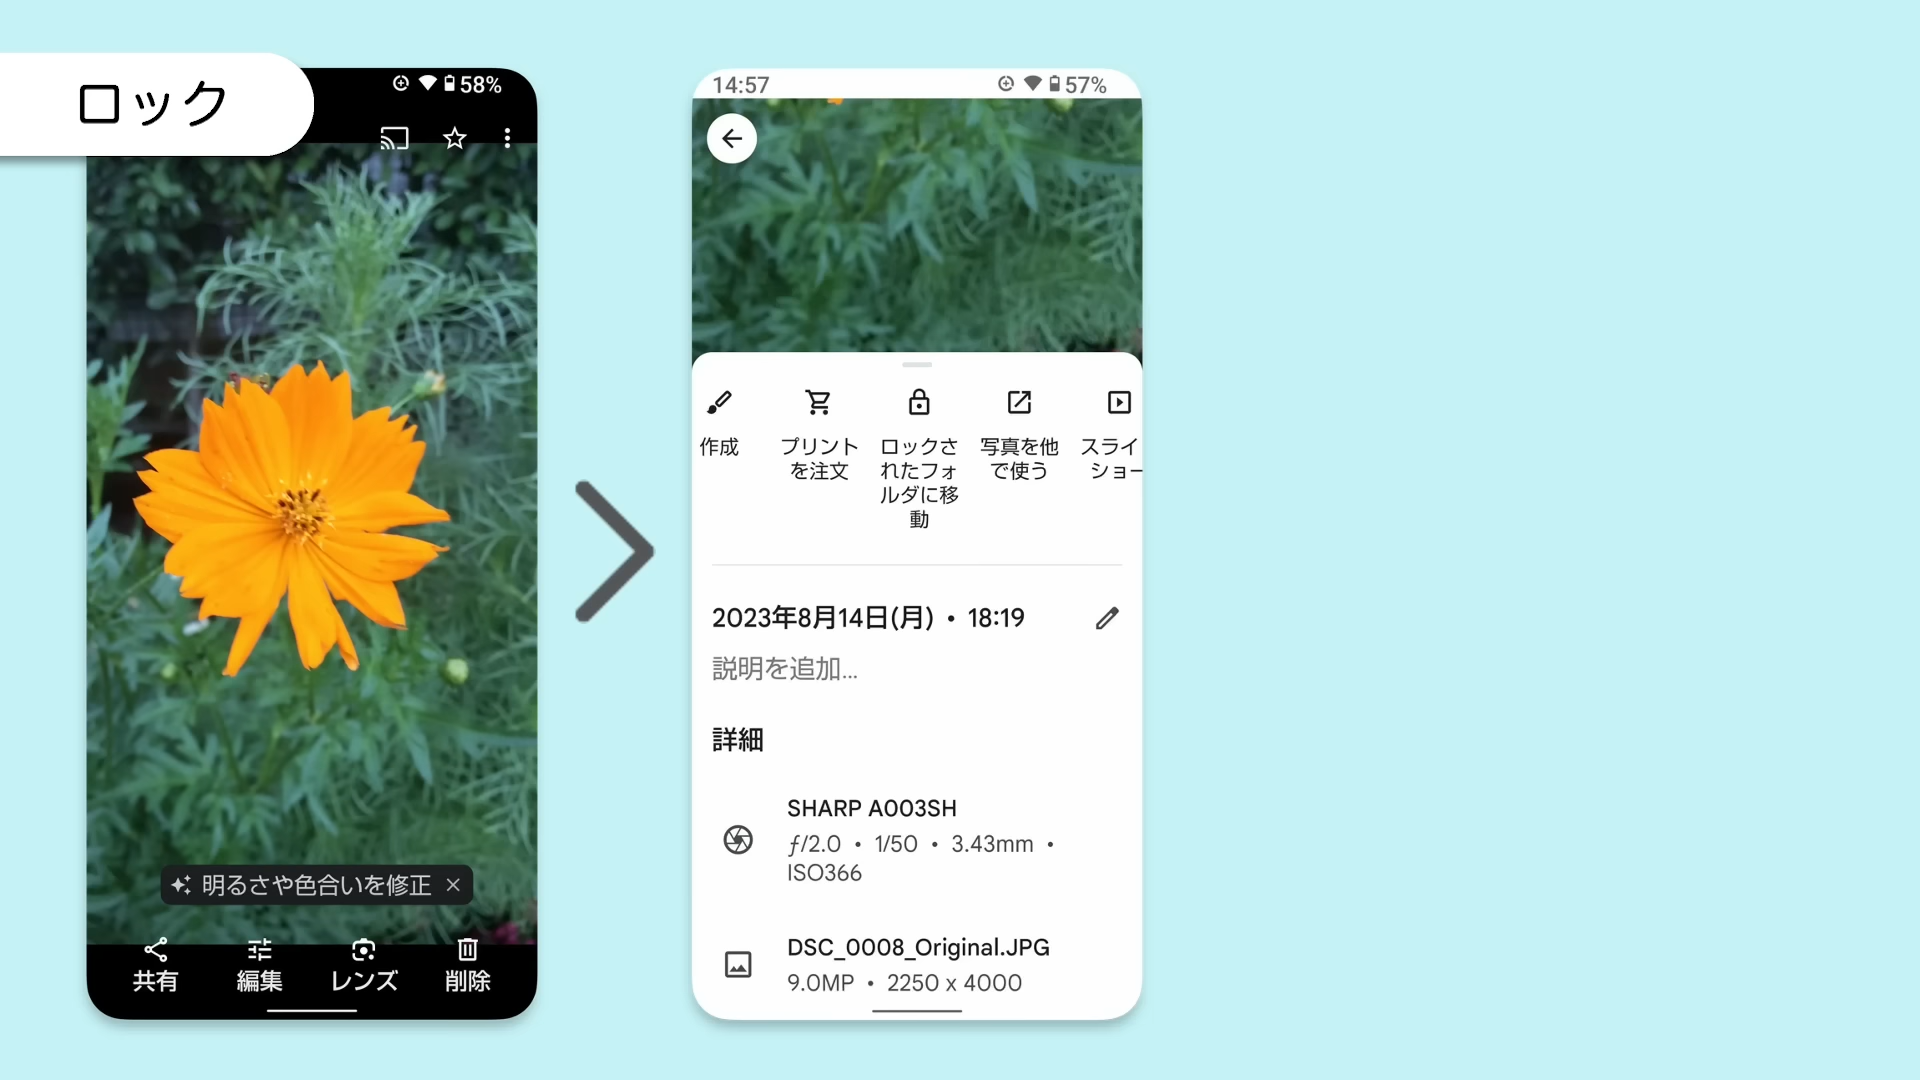 ロック
58%
明るさや色合いを修正
共有
編集
レンズ
削除
14:57
57%
作成
プリント
を注文
ロックさ
れたフォ
ルダに移
動
写真を他
で使う
スライ
ショー
2023年8月14日(月) • 18:19
説明を追加...
詳細
SHARP A003SH
ƒ/2.0 • 1/50 • 3.43mm •
ISO366
DSC_0008_Original.JPG
9.0MP • 2250 x 4000